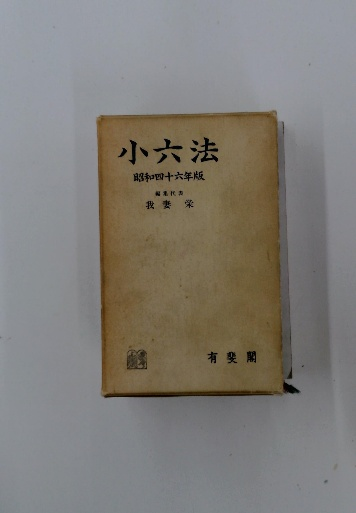 小六法
昭和四十六年版
編集代表
我妻 栄
有斐閣